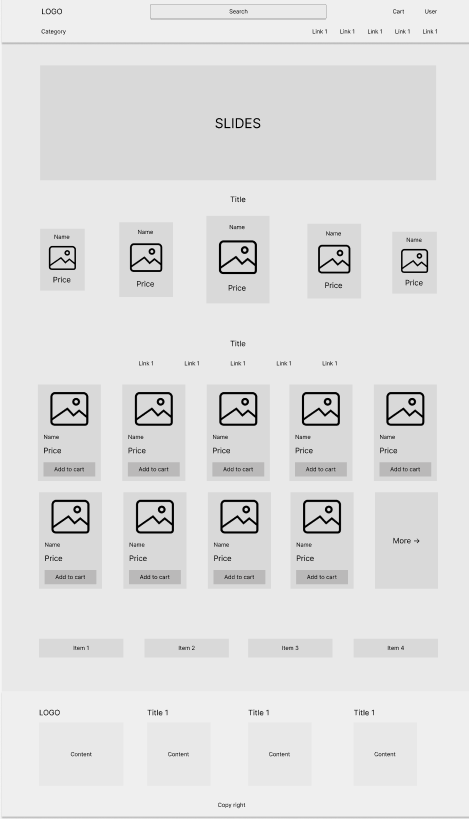 LOGO Search Cart User
Category Link 1 Link 1 Link 1 Link 1 Link 1
SLIDES
Title
Name Name Name Name Name
Price Price Price Price Price
Title
Link 1 Link 1 Link 1 Link 1 Link 1
Name Name Name Name Name
Price Price Price Price Price
Add to cart Add to cart Add to cart Add to cart Add to cart
More →
Name Name Name Name
Price Price Price Price
Add to cart Add to cart Add to cart Add to cart
Item 1 Item 2 Item 3 Item 4
LOGO Title 1 Title 1 Title 1
Content Content Content Content
Copy right